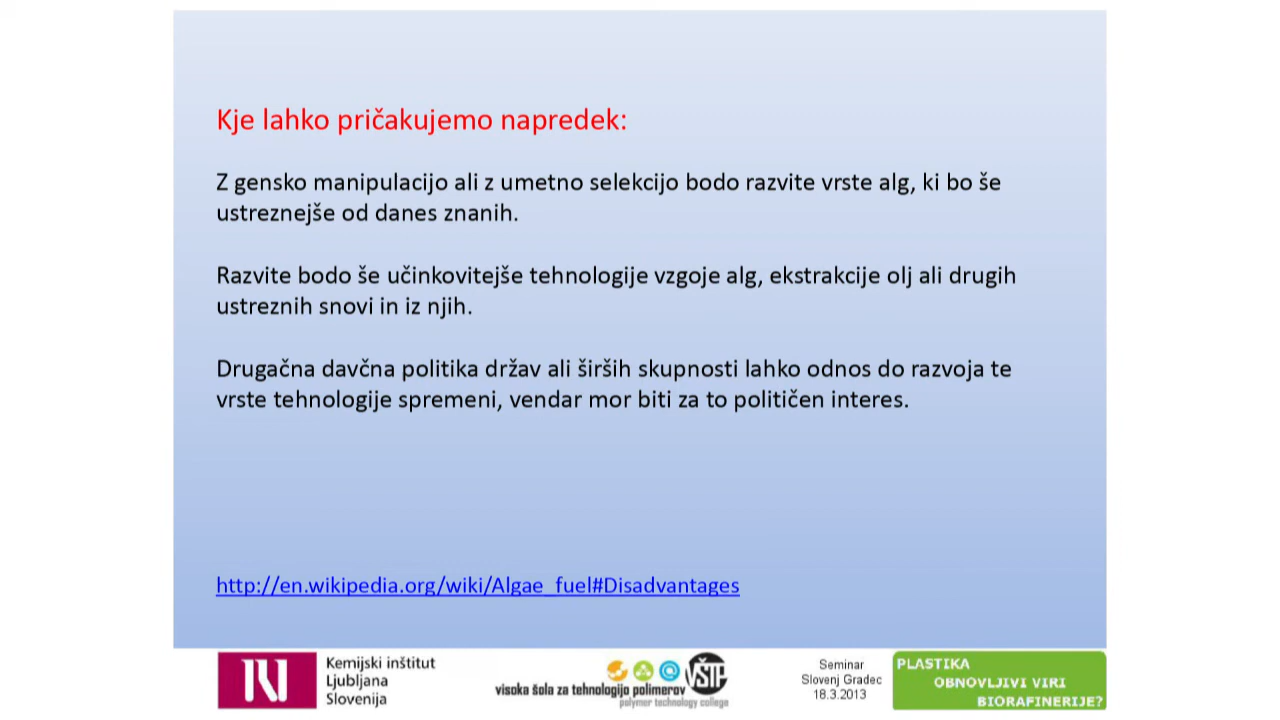 Kje lahko pričakujemo napredek:
Z gensko manipulacijo ali z umetno selekcijo bodo razvite vrste alg, ki bo še
ustreznejše od danes znanih.
Razvite bodo še učinkovitejše tehnologije vzgoje alg, ekstrakcije olj ali drugih
ustreznih snovi in iz njih.
Drugačna davčna politika držav ali širših skupnosti lahko odnos do razvoja te
vrste tehnologije spremeni, vendar mor biti za to političen interes.
http://en.wikipedia.org/wiki/Algae_fuel#Disadvantages
Kemijski inštitut
Ljubljana
Slovenija
VŠTP
visoka šola za tehnologijo polimerov
polymer technology college
Seminar
Slovenj Gradec
18.3.2013
PLASTIKA
OBNOVLJIVI VIRI
BIORAFINERIJE?